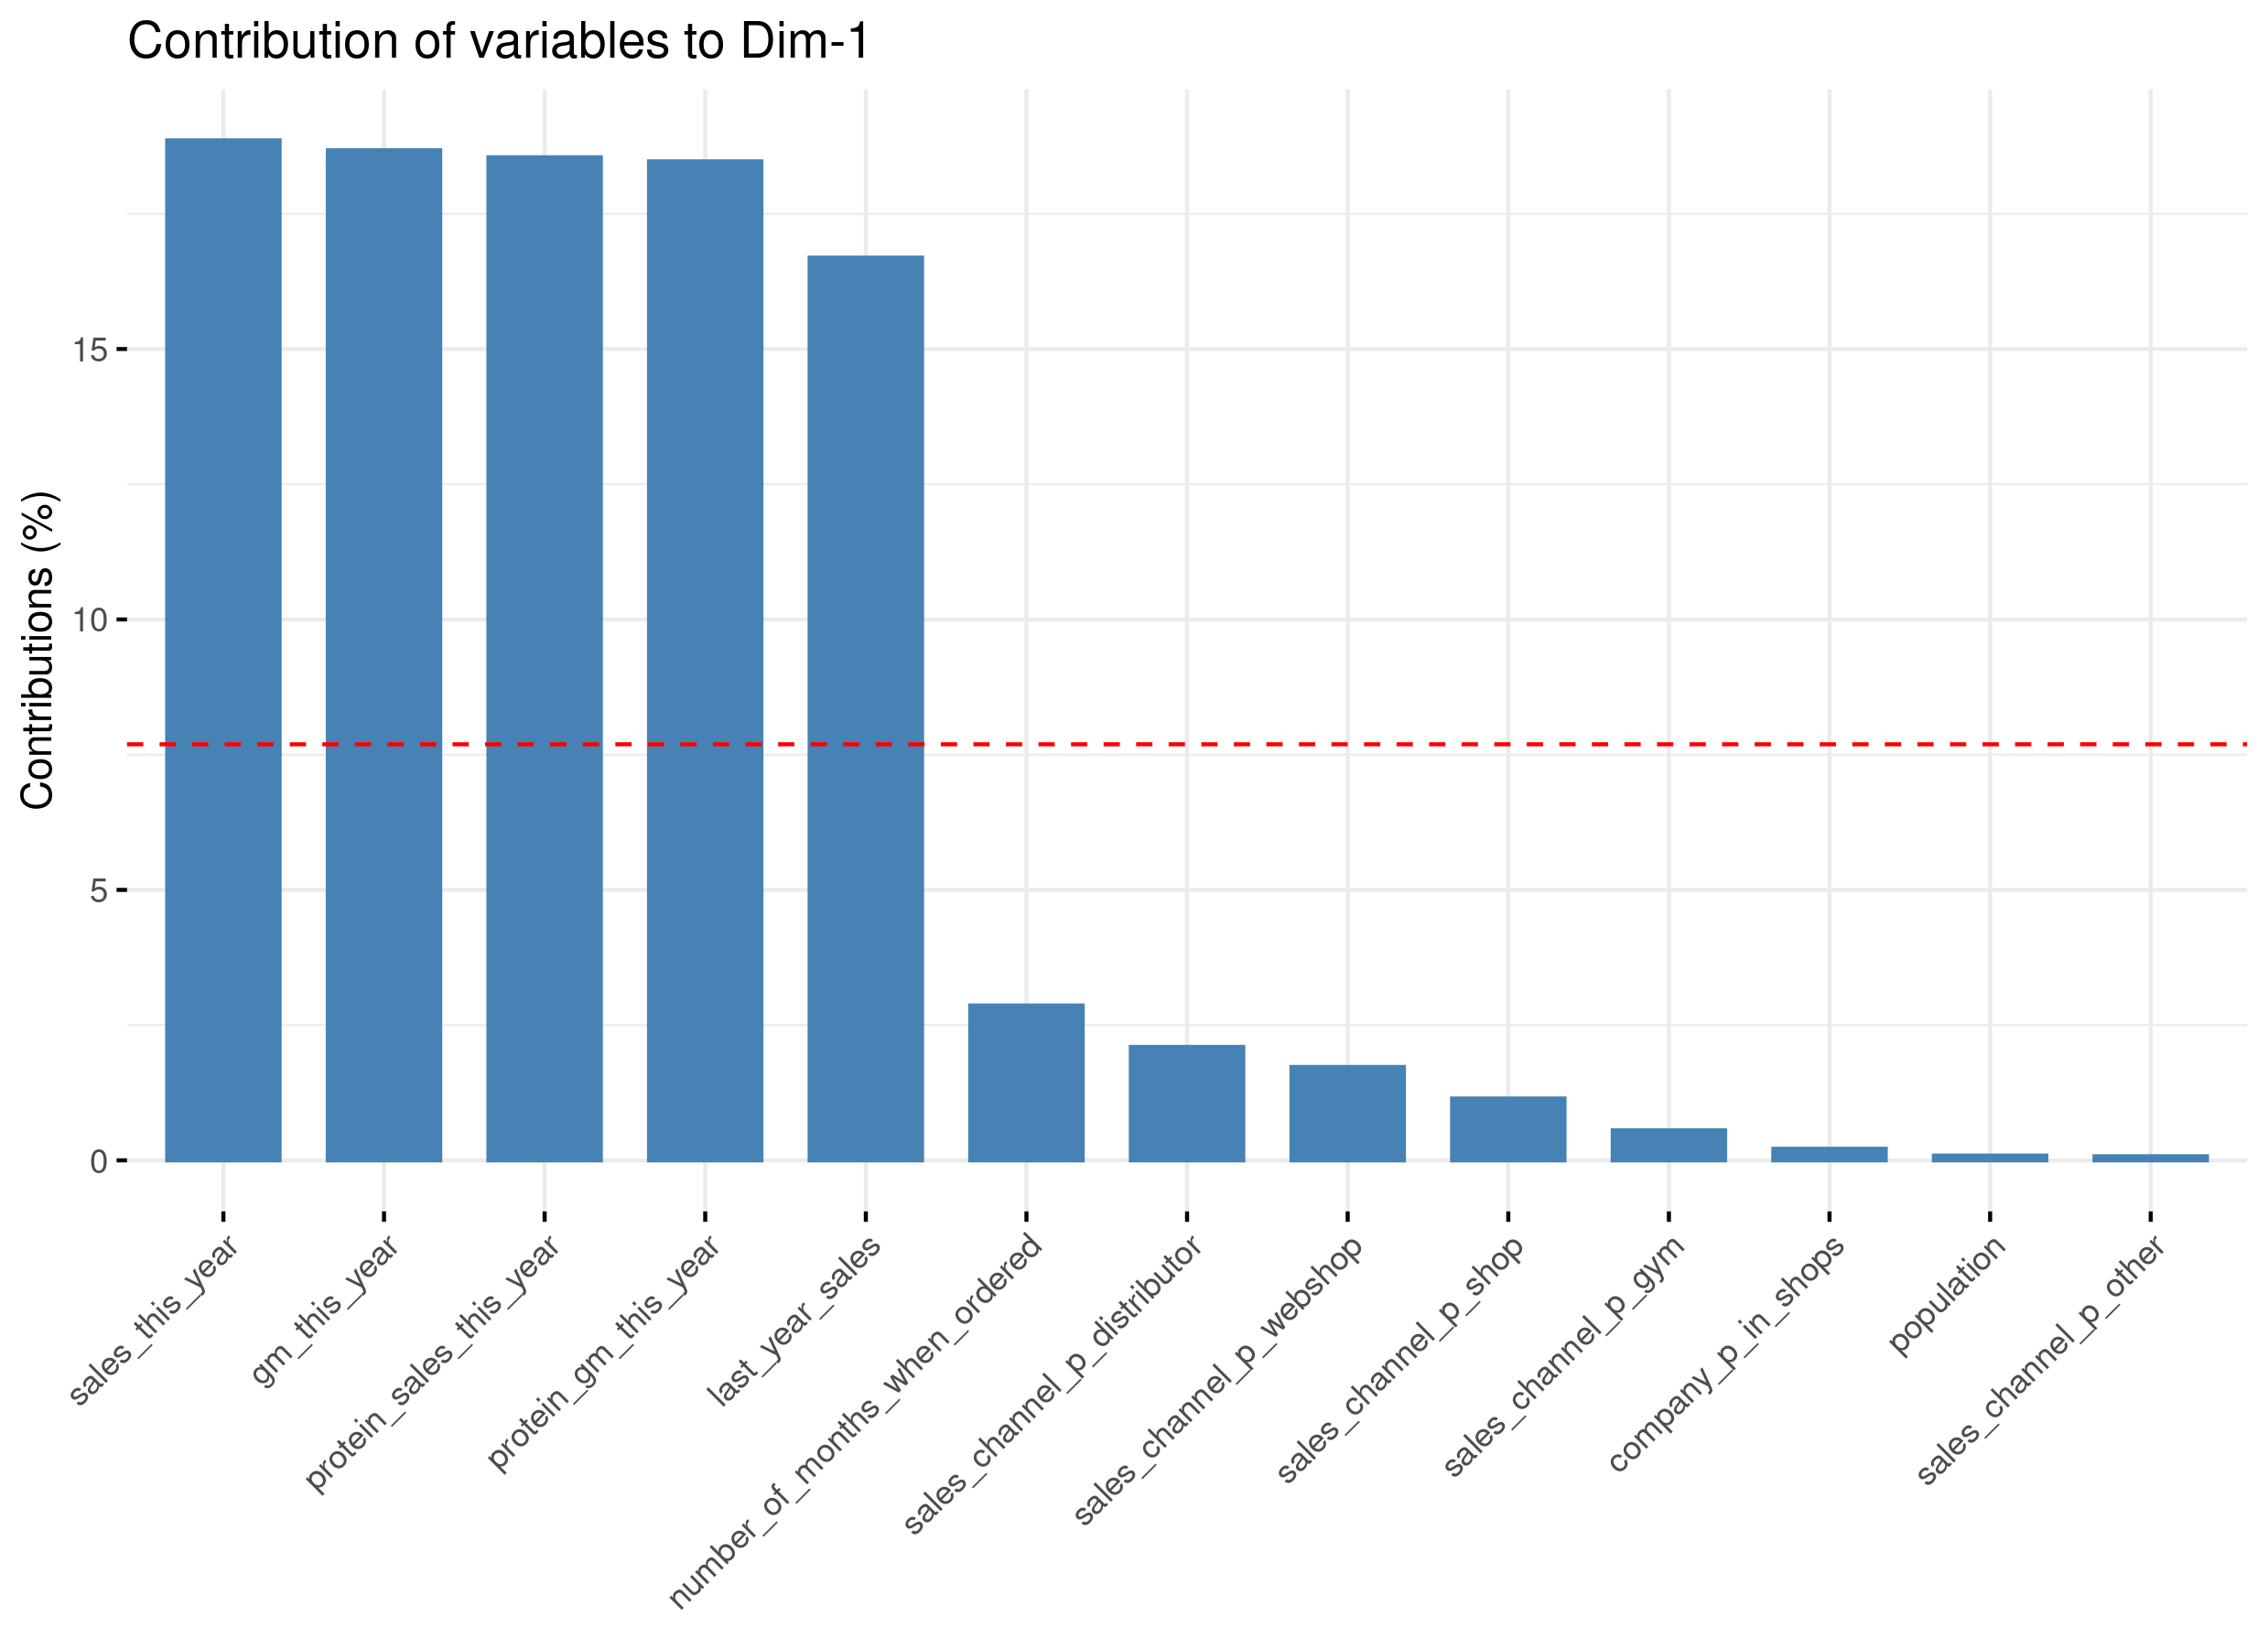 Contribution of variables to Dim-1
Contributions (%)
15
10
5
0
sales_this_year
gm_this_year
protein_sales_this_year
protein_gm_this_year
last_year_sales
number_of_months_when_ordered
sales_channel_p_distributor
sales_channel_p_webshop
sales_channel_p_shop
sales_channel_p_gym
company_p_in_shops
population
sales_channel_p_other